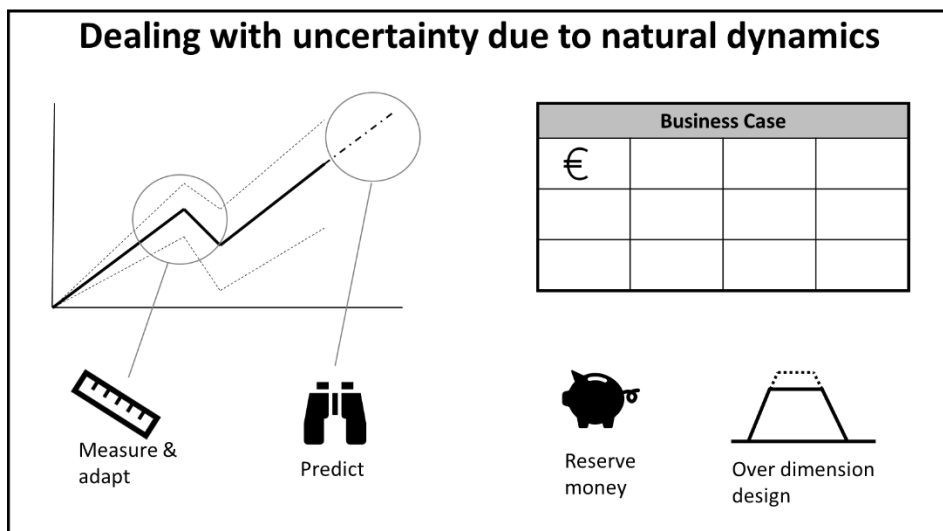 Dealing with uncertainty due to natural dynamics
Business Case
€
Measure &
adapt
Predict
Reserve
money
Over dimension
design